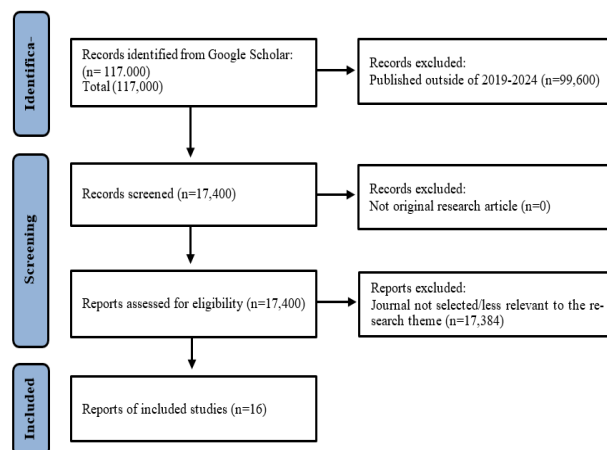 Identifica-
Records identified from Google Scholar:
(n= 117.000)
Total (117,000)
Records excluded:
Published outside of 2019-2024 (n=99,600)
Screening
Records screened (n=17,400)
Records excluded:
Not original research article (n=0)
Reports assessed for eligibility (n=17,400)
Reports excluded:
Journal not selected/less relevant to the re-
search theme (n=17,384)
Included
Reports of included studies (n=16)